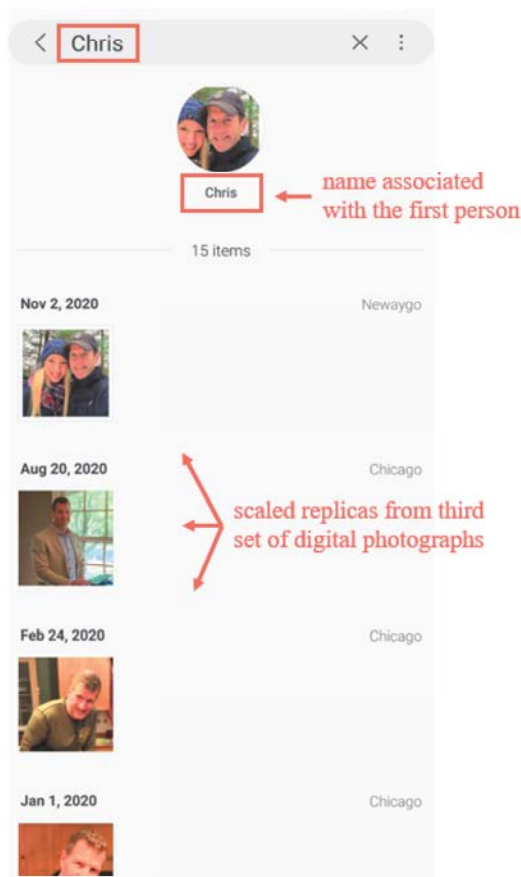 Chris
Chris
name associated
with the first person
15 items
Nov 2, 2020
Newaygo
Aug 20, 2020
Chicago
scaled replicas from third
set of digital photographs
Feb 24, 2020
Chicago
Jan 1, 2020
Chicago